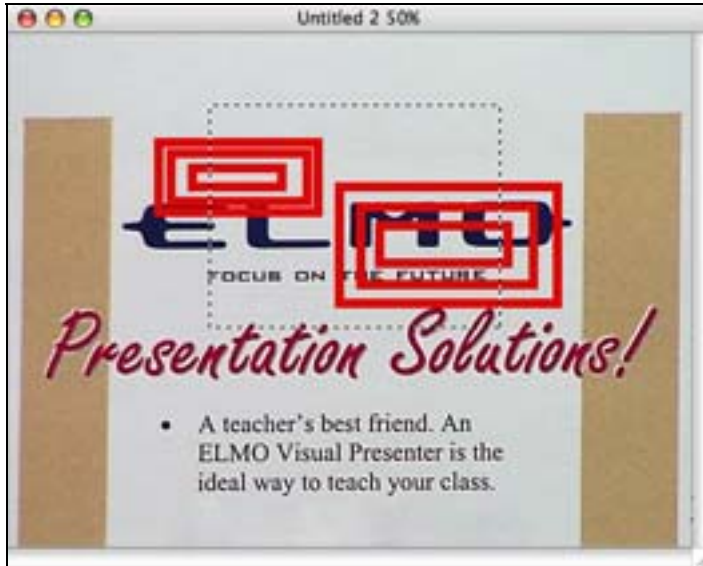 Untitled 2 50%
ELMO
FOCUS ON THE FUTURE
Presentation Solutions!
• A teacher's best friend. An
ELMO Visual Presenter is the
ideal way to teach your class.